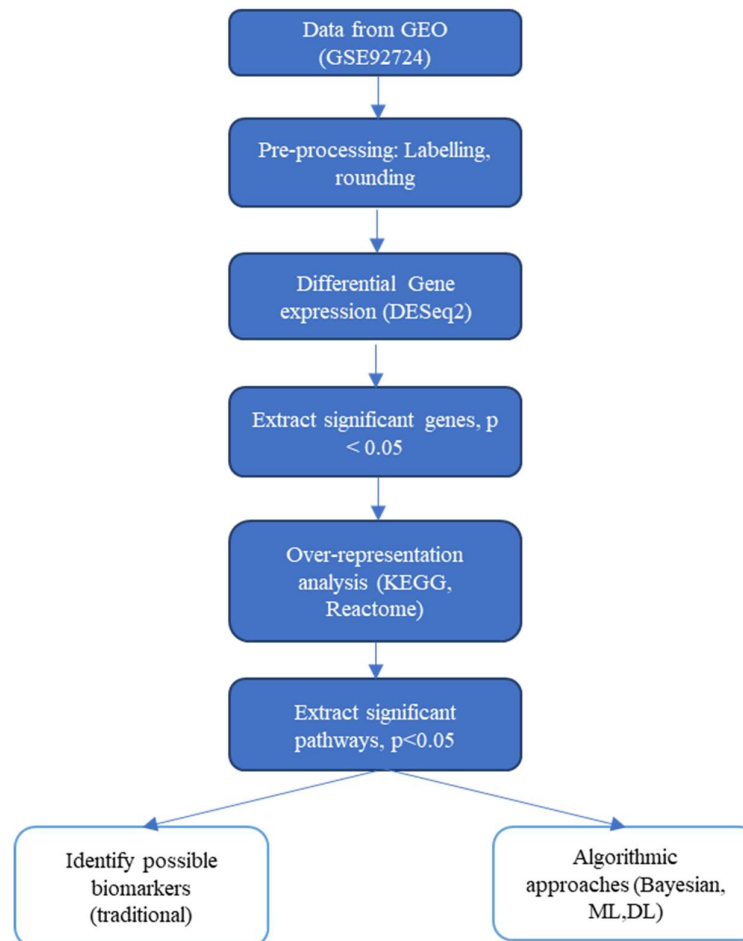 Data from GEO
(GSE92724)
Pre-processing: Labelling,
rounding
Differential Gene
expression (DESeq2)
Extract significant genes, p
< 0.05
Over-representation
analysis (KEGG,
Reactome)
Extract significant
pathways, p<0.05
Identify possible
biomarkers
(traditional)
Algorithmic
approaches (Bayesian,
ML,DL)